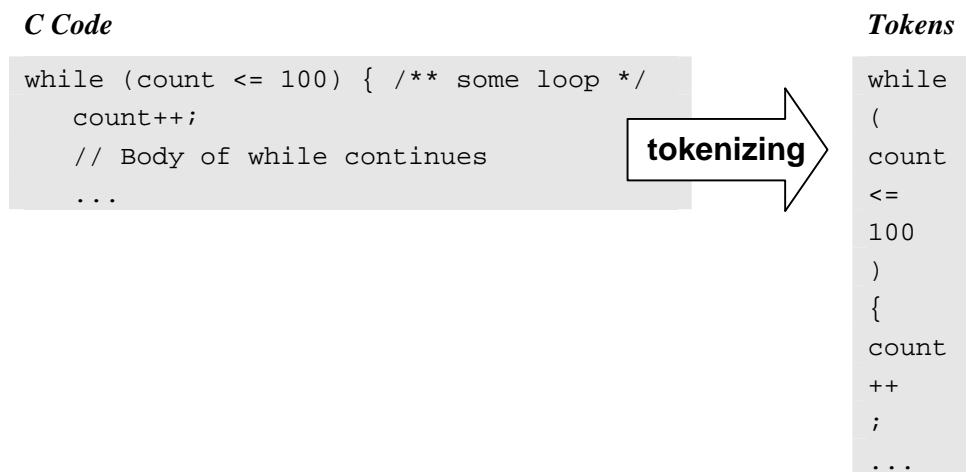 C Code
while (count <= 100) { /** some loop */
count++;
// Body of while continues
...
tokenizing
Tokens
while
(
count
<=
100
)
{
count
++
;
...